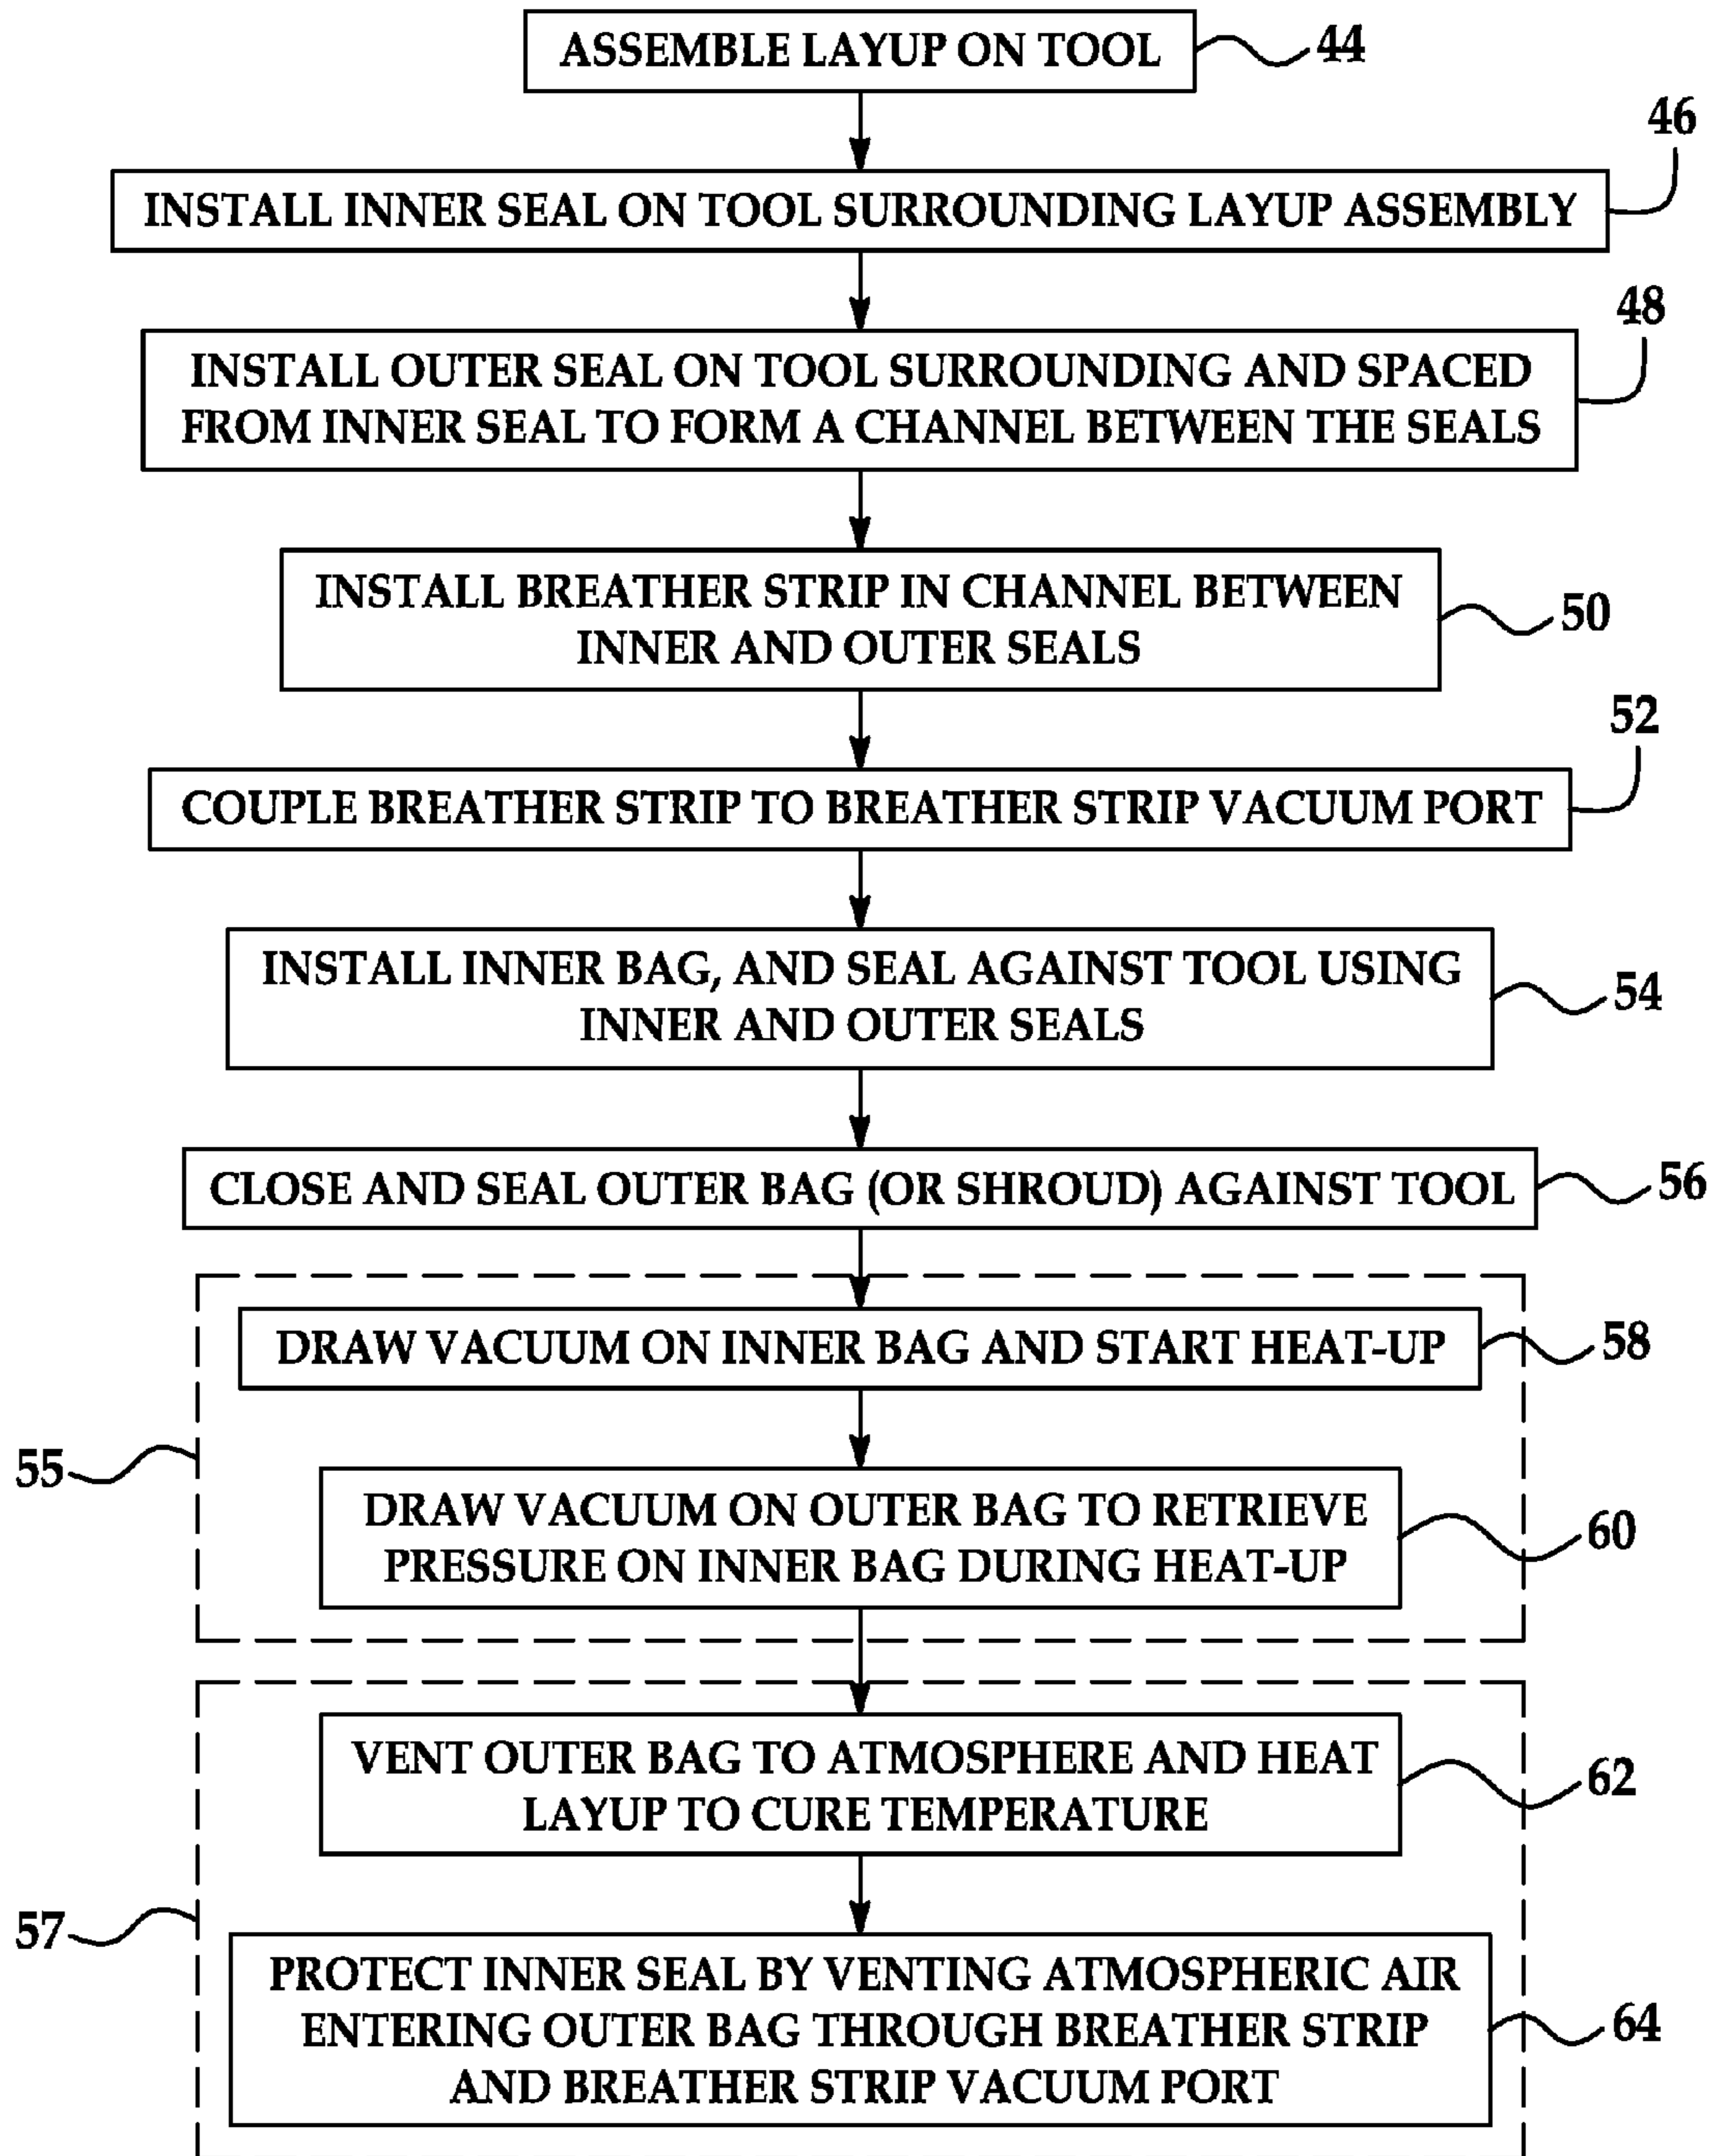 ASSEMBLE LAYUP ON TOOL
44
46
INSTALL INNER SEAL ON TOOL SURROUNDING LAYUP ASSEMBLY
48
INSTALL OUTER SEAL ON TOOL SURROUNDING AND SPACED
FROM INNER SEAL TO FORM A CHANNEL BETWEEN THE SEALS
INSTALL BREATHER STRIP IN CHANNEL BETWEEN
INNER AND OUTER SEALS
50
52
COUPLE BREATHER STRIP TO BREATHER STRIP VACUUM PORT
INSTALL INNER BAG, AND SEAL AGAINST TOOL USING
INNER AND OUTER SEALS
54
CLOSE AND SEAL OUTER BAG (OR SHROUD) AGAINST TOOL
56
DRAW VACUUM ON INNER BAG AND START HEAT-UP
58
55
DRAW VACUUM ON OUTER BAG TO RETRIEVE
PRESSURE ON INNER BAG DURING HEAT-UP
60
VENT OUTER BAG TO ATMOSPHERE AND HEAT
LAYUP TO CURE TEMPERATURE
62
57
PROTECT INNER SEAL BY VENTING ATMOSPHERIC AIR
ENTERING OUTER BAG THROUGH BREATHER STRIP
AND BREATHER STRIP VACUUM PORT
64